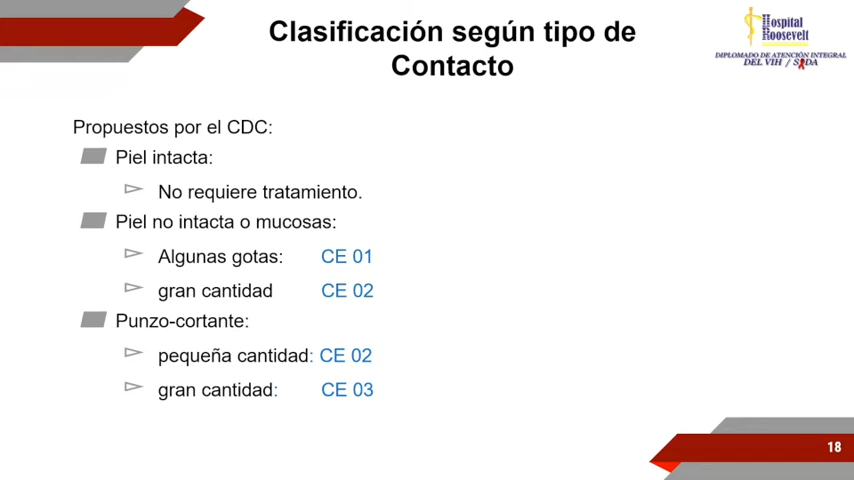 Clasificación según tipo de
Contacto
Hospital
Roosevelt
DIPLOMADO DE ATENCIÓN INTEGRAL
DEL VIH / SIDA
Propuestos por el CDC:
Piel intacta:
No requiere tratamiento.
Piel no intacta o mucosas:
Algunas gotas: CE 01
gran cantidad CE 02
Punzo-cortante:
pequeña cantidad: CE 02
gran cantidad: CE 03
18